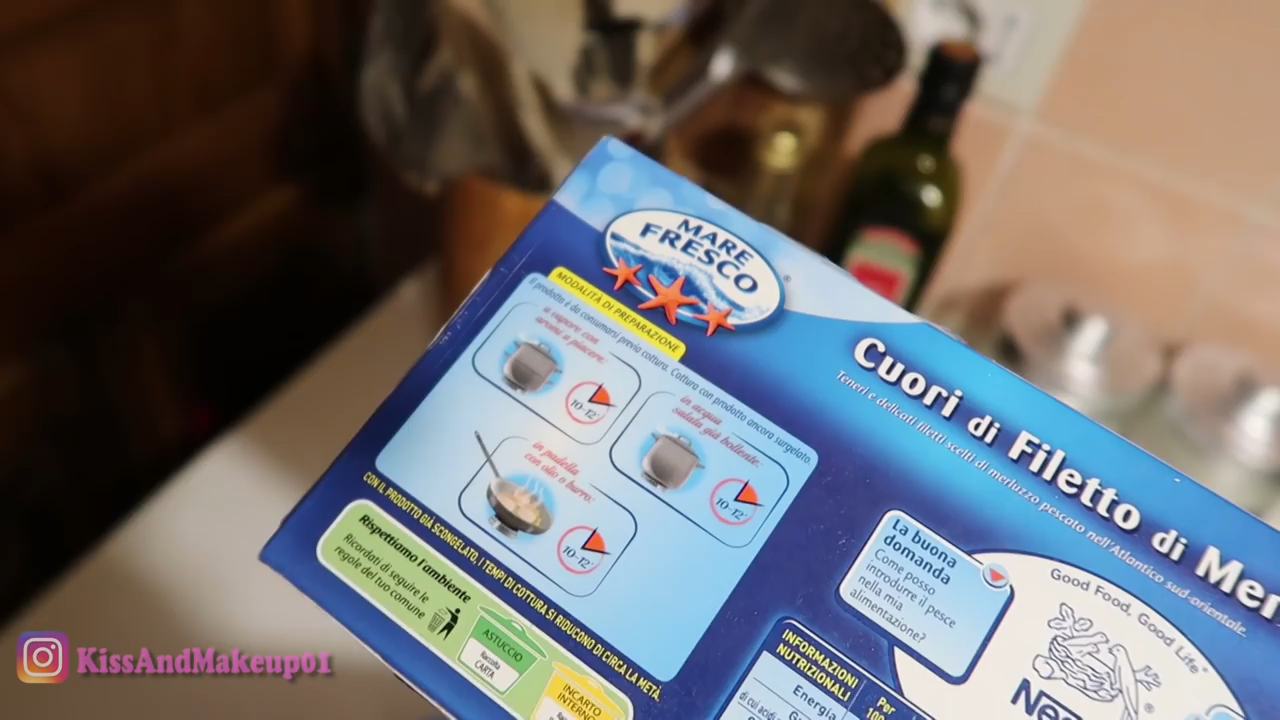 MARE
FRESCO
®
MODALITÀ DI PREPARAZIONE
Il prodotto è da consumarsi previa cottura. Cottura con prodotto ancora surgelato.
a vapore con
aromi a piacere:
10-12'
in acqua
salata già bollente:
10-12'
in padella
con olio o burro:
10-12'
CON IL PRODOTTO GIÀ SCONGELATO, I TEMPI DI COTTURA SI RIDUCONO DI CIRCA LA METÀ.
Rispettiamo l'ambiente
Ricordati di seguire le
regole del tuo comune
ASTUCCIO
Raccolta
CARTA
INCARTO
INTERNO
Cuori di Filetto di Mer
Teneri e delicati filetti scelti di merluzzo pescato nell'Atlantico sud-orientale.
La buona
domanda
Come posso
introdurre il pesce
nella mia
alimentazione?
Good Food, Good Life
Nes
INFORMAZIONI
NUTRIZIONALI
Per
100
Energia
di cui acidi
KissAndMakeup01